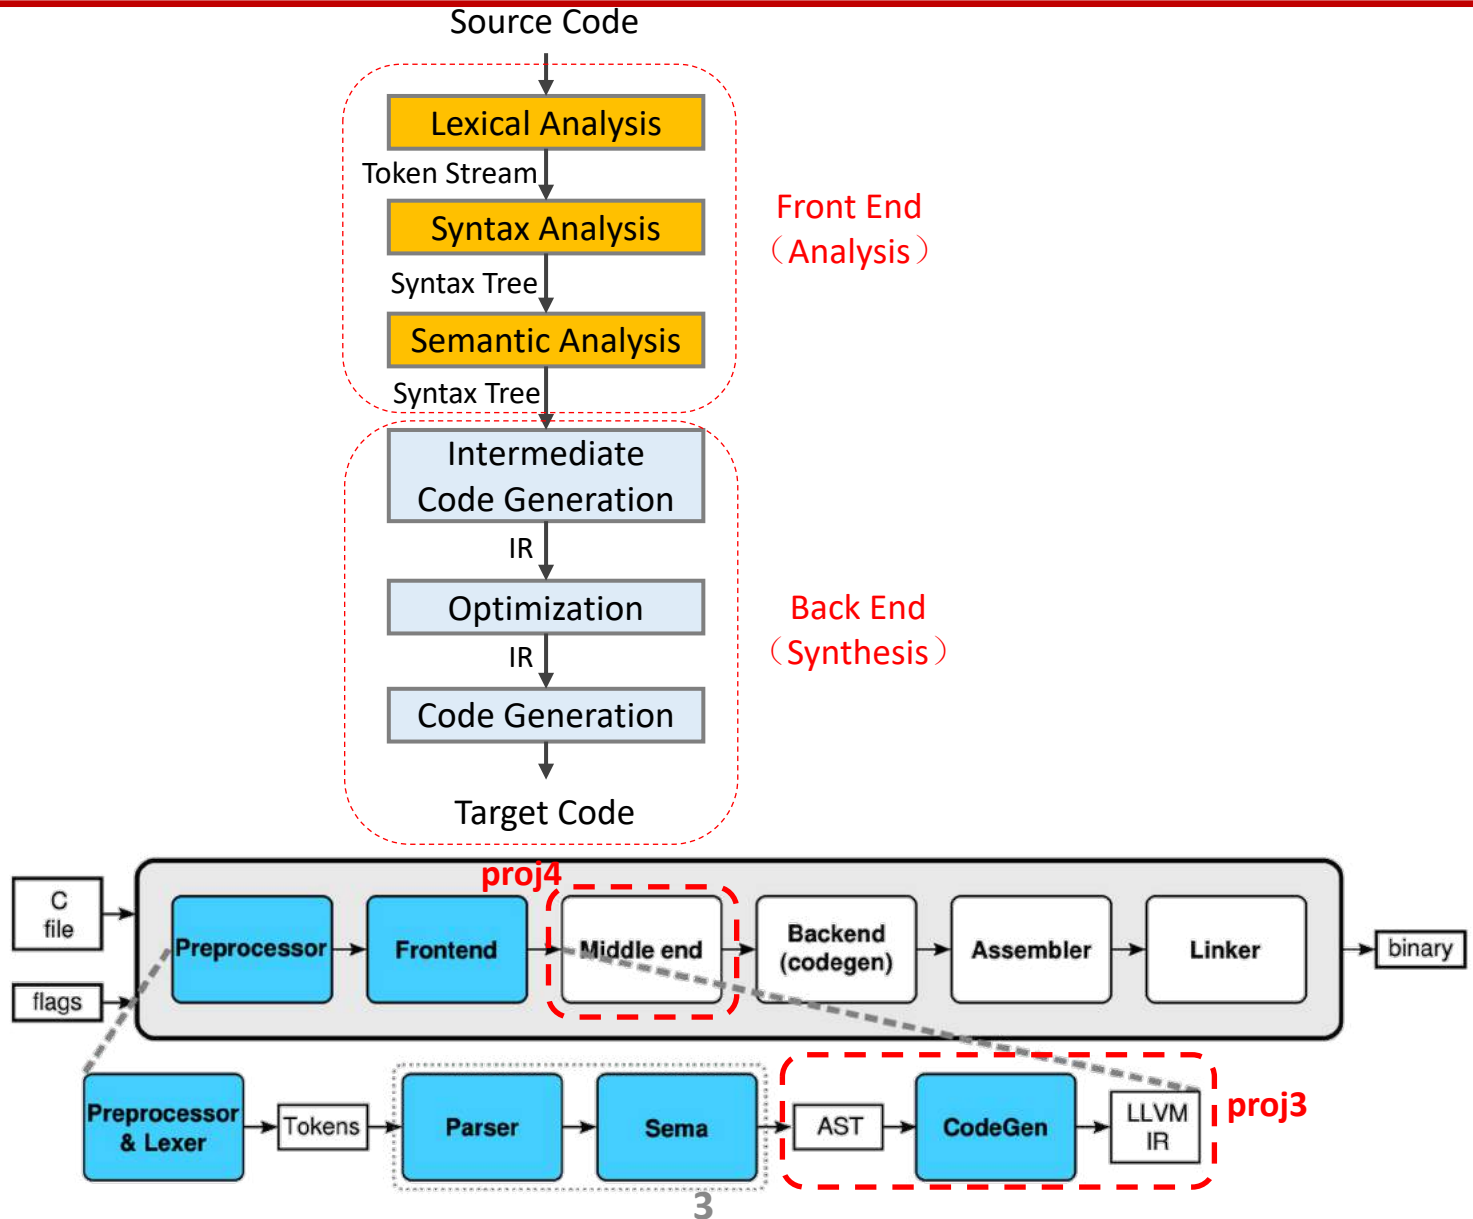 Source Code
Lexical Analysis
Token Stream
Syntax Analysis
Syntax Tree
Semantic Analysis
Syntax Tree
Front End
（Analysis）
Intermediate
Code Generation
IR
Optimization
IR
Code Generation
Target Code
Back End
（Synthesis）
proj4
C
file
flags
Preprocessor
Frontend
Middle end
Backend
(codegen)
Assembler
Linker
binary
Preprocessor
& Lexer
Tokens
Parser
Sema
AST
CodeGen
LLVM
IR
proj3
3